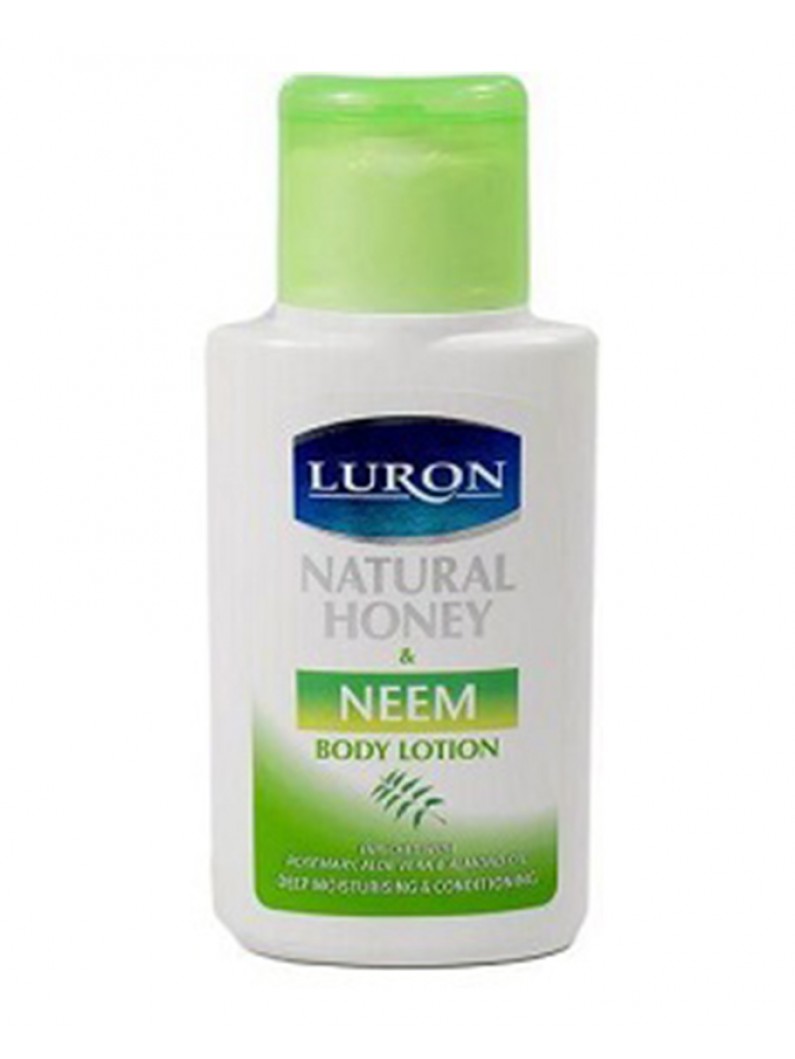 LURON
NATURAL
HONEY
&
NEEM
BODY LOTION
ROSEMARY, ALOE VERA & ALMOND OIL
DEEP MOISTURISING & CONDITIONING